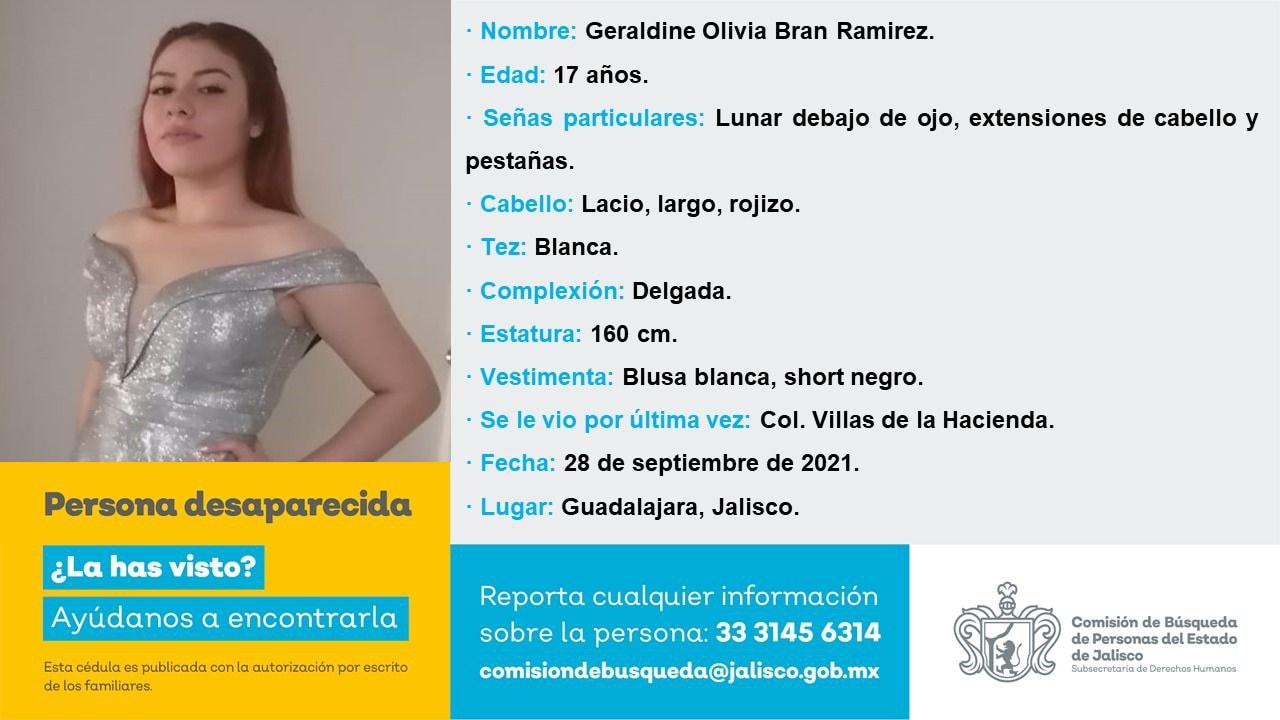 · Nombre: Geraldine Olivia Bran Ramirez.
· Edad: 17 años.
· Señas particulares: Lunar debajo de ojo, extensiones de cabello y
pestañas.
· Cabello: Lacio, largo, rojizo.
· Tez: Blanca.
· Complexión: Delgada.
· Estatura: 160 cm.
· Vestimenta: Blusa blanca, short negro.
· Se le vio por última vez: Col. Villas de la Hacienda.
· Fecha: 28 de septiembre de 2021.
· Lugar: Guadalajara, Jalisco.
Persona desaparecida
¿La has visto?
Ayúdanos a encontrarla
Esta cédula es publicada con la autorización por escrito
de los familiares.
Reporta cualquier información
sobre la persona: 33 3145 6314
comisiondebusqueda@jalisco.gob.mx
Comisión de Búsqueda
de Personas del Estado
de Jalisco
Subsecretaría de Derechos Humanos